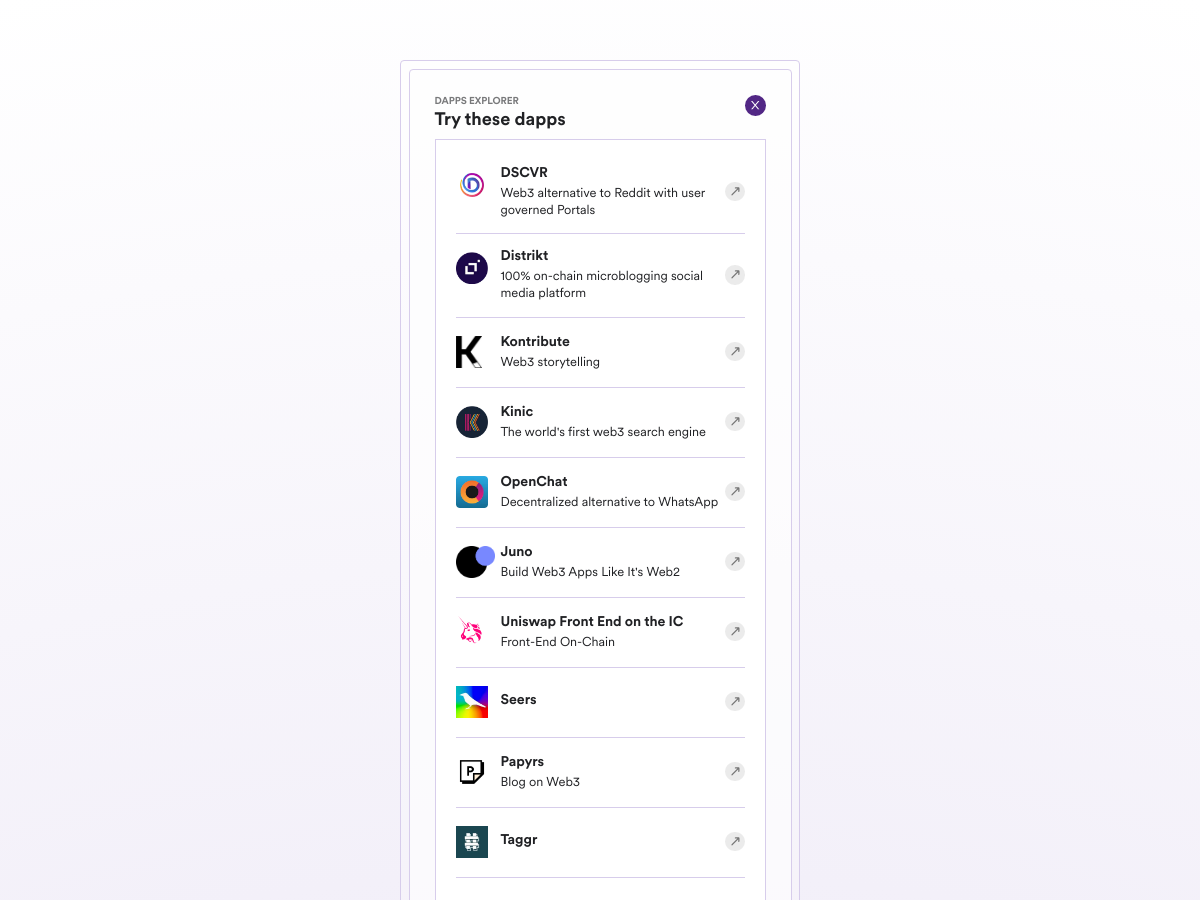 DAPPS EXPLORER
Try these dapps
X
DSCVR
Web3 alternative to Reddit with user
governed Portals
Distrikt
100% on-chain microblogging social
media platform
Kontribute
Web3 storytelling
Kinic
The world's first web3 search engine
OpenChat
Decentralized alternative to WhatsApp
Juno
Build Web3 Apps Like It's Web2
Uniswap Front End on the IC
Front-End On-Chain
Seers
Papyrs
Blog on Web3
Taggr